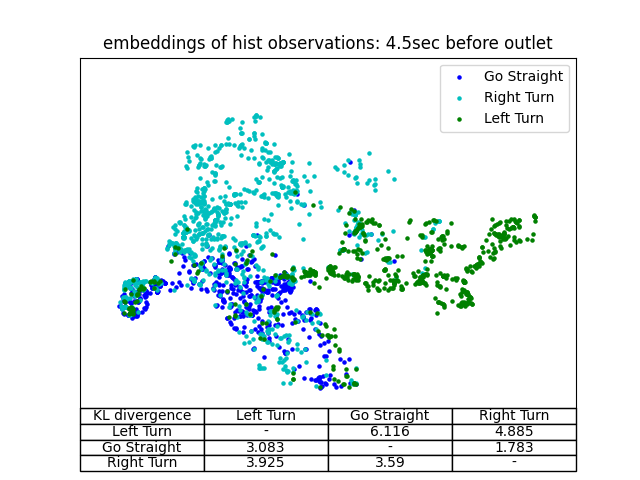 embeddings of hist observations: 4.5sec before outlet
Go Straight
Right Turn
Left Turn
KL divergence Left Turn Go Straight Right Turn
Left Turn - 6.116 4.885
Go Straight 3.083 - 1.783
Right Turn 3.925 3.59 -